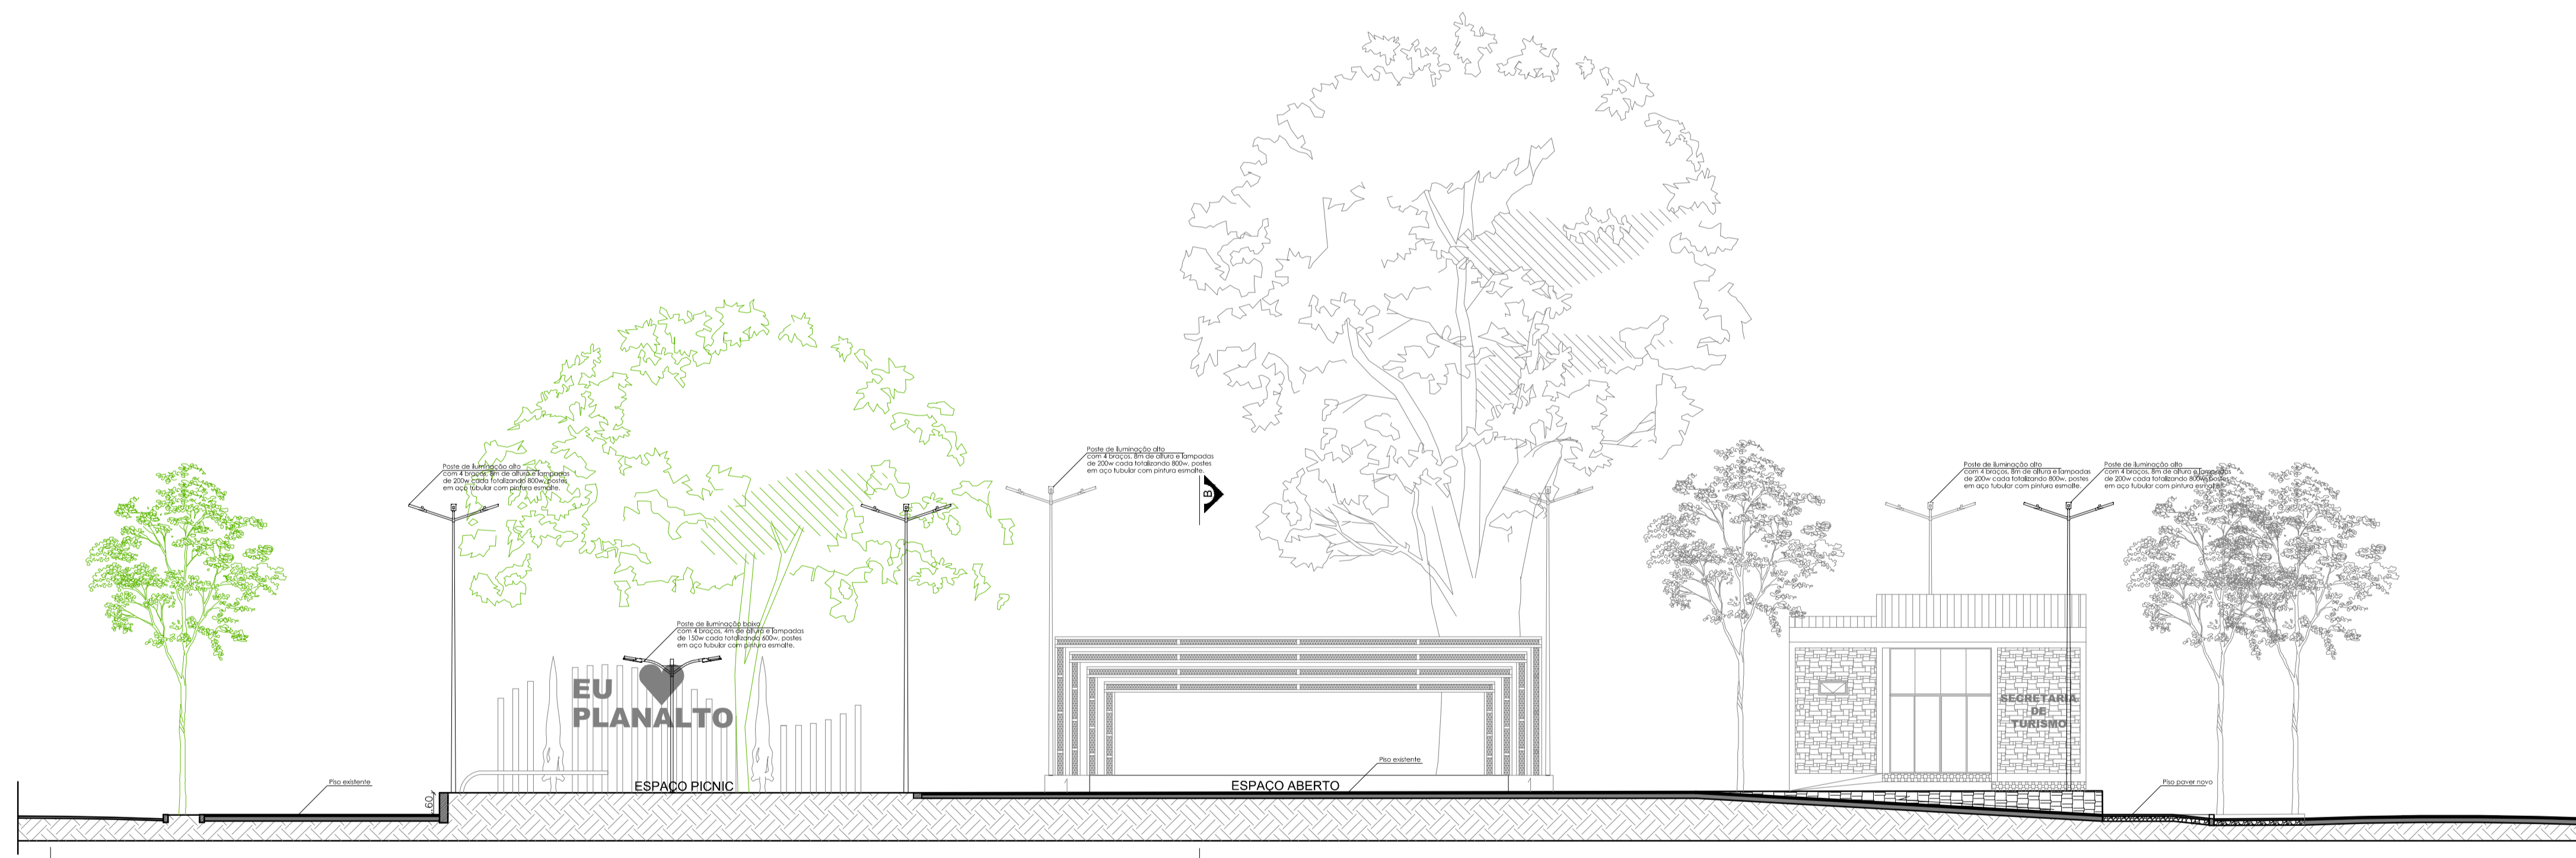 Poste de iluminação alto
com 4 braços, 8m de altura e lampadas
de 200w cada totalizando 800w, postes
em aço tubular com pintura esmalte.
Poste de iluminação alto
com 4 braços, 8m de altura e lampadas
de 200w cada totalizando 800w, postes
em aço tubular com pintura esmalte.
B
Poste de iluminação alto
com 4 braços, 8m de altura e lampadas
de 200w cada totalizando 800w, postes
em aço tubular com pintura esmalte.
Poste de iluminação alto
com 4 braços, 8m de altura e lampadas
de 200w cada totalizando 800w, postes
em aço tubular com pintura esmalte.
Poste de iluminação baixo
com 4 braços, 4m de altura e lampadas
de 150w cada totalizando 600w, postes
em aço tubular com pintura esmalte.
EU
PLANALTO
SECRETARIA
DE
TURISMO
Piso existente
.60
ESPAÇO PICNIC
ESPAÇO ABERTO
Piso existente
Piso paver novo